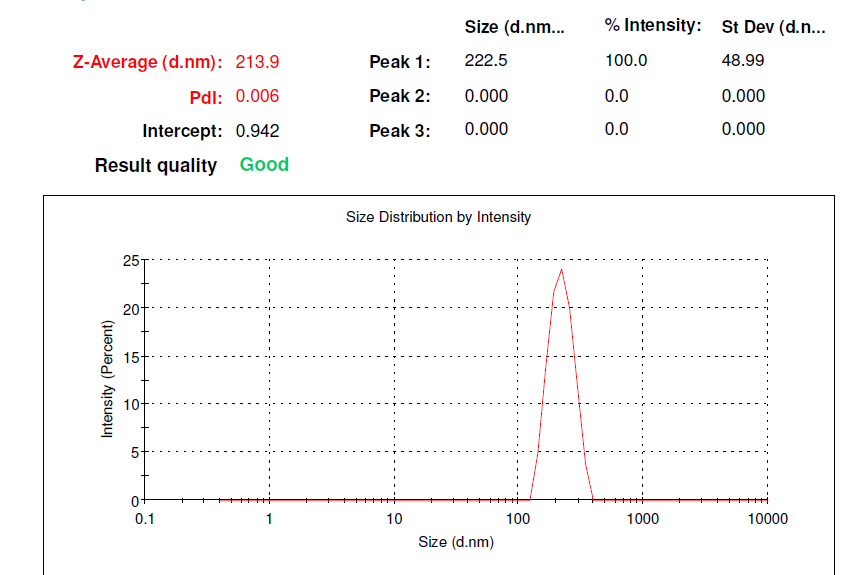 Size (d.nm... % Intensity: St Dev (d.n...
Z-Average (d.nm): 213.9 Peak 1: 222.5 100.0 48.99
PdI: 0.006 Peak 2: 0.000 0.0 0.000
Intercept: 0.942 Peak 3: 0.000 0.0 0.000
Result quality Good
Size Distribution by Intensity
25
20
15
10
5
0
Intensity (Percent)
0.1 1 10 100 1000 10000
Size (d.nm)